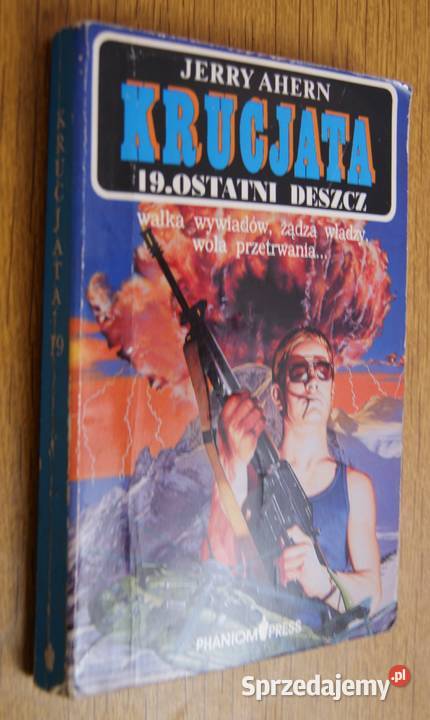 JERRY AHERN
KRUCJATA
19.OSTATNI DESZCZ
walka wywiadów, żądza władzy,
wola przetrwania...
KRUCJATA 19
PHANTOM PRESS
Sprzedajemy.pl